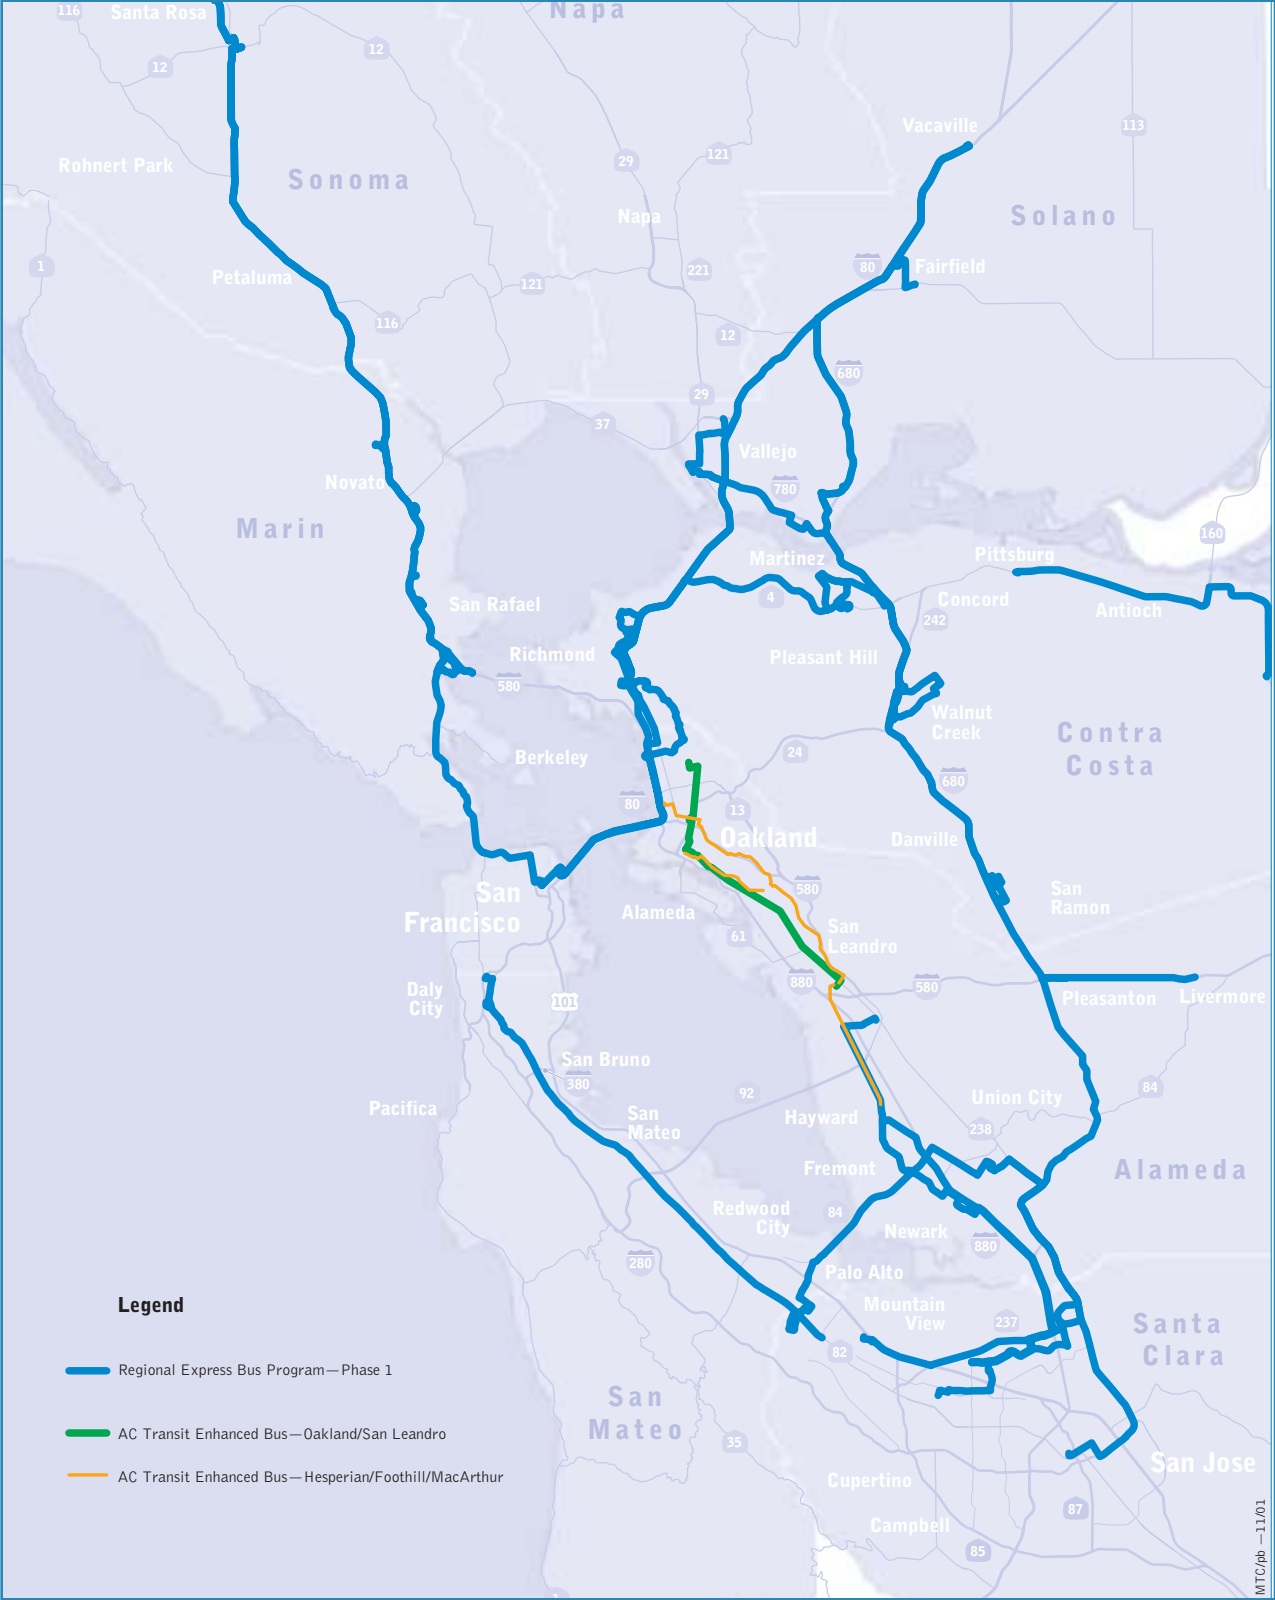 116
Santa Rosa
Napa
12
12
Vacaville
113
29
121
Rohnert Park
Sonoma
Napa
Solano
1
Petaluma
121
221
80
Fairfield
116
12
680
29
37
Vallejo
Novato
780
Marin
160
Martinez
Pittsburg
4
Concord
Antioch
San Rafael
242
Richmond
Pleasant Hill
580
Walnut
Creek
Contra
Costa
Berkeley
24
680
80
13
Oakland
Danville
580
San
Ramon
San
Francisco
Alameda
61
San
Leandro
880
580
Daly
City
101
Pleasanton
Livermore
San Bruno
380
92
84
Union City
Pacifica
San
Mateo
Hayward
238
Fremont
Alameda
Redwood
City
84
Newark
880
280
Palo Alto
Mountain
View
237
Santa
Clara
82
Legend
Regional Express Bus Program—Phase 1
AC Transit Enhanced Bus—Oakland/San Leandro
AC Transit Enhanced Bus—Hesperian/Foothill/MacArthur
San
Mateo
35
San Jose
Cupertino
87
Campbell
85
MTC/pb —11/01